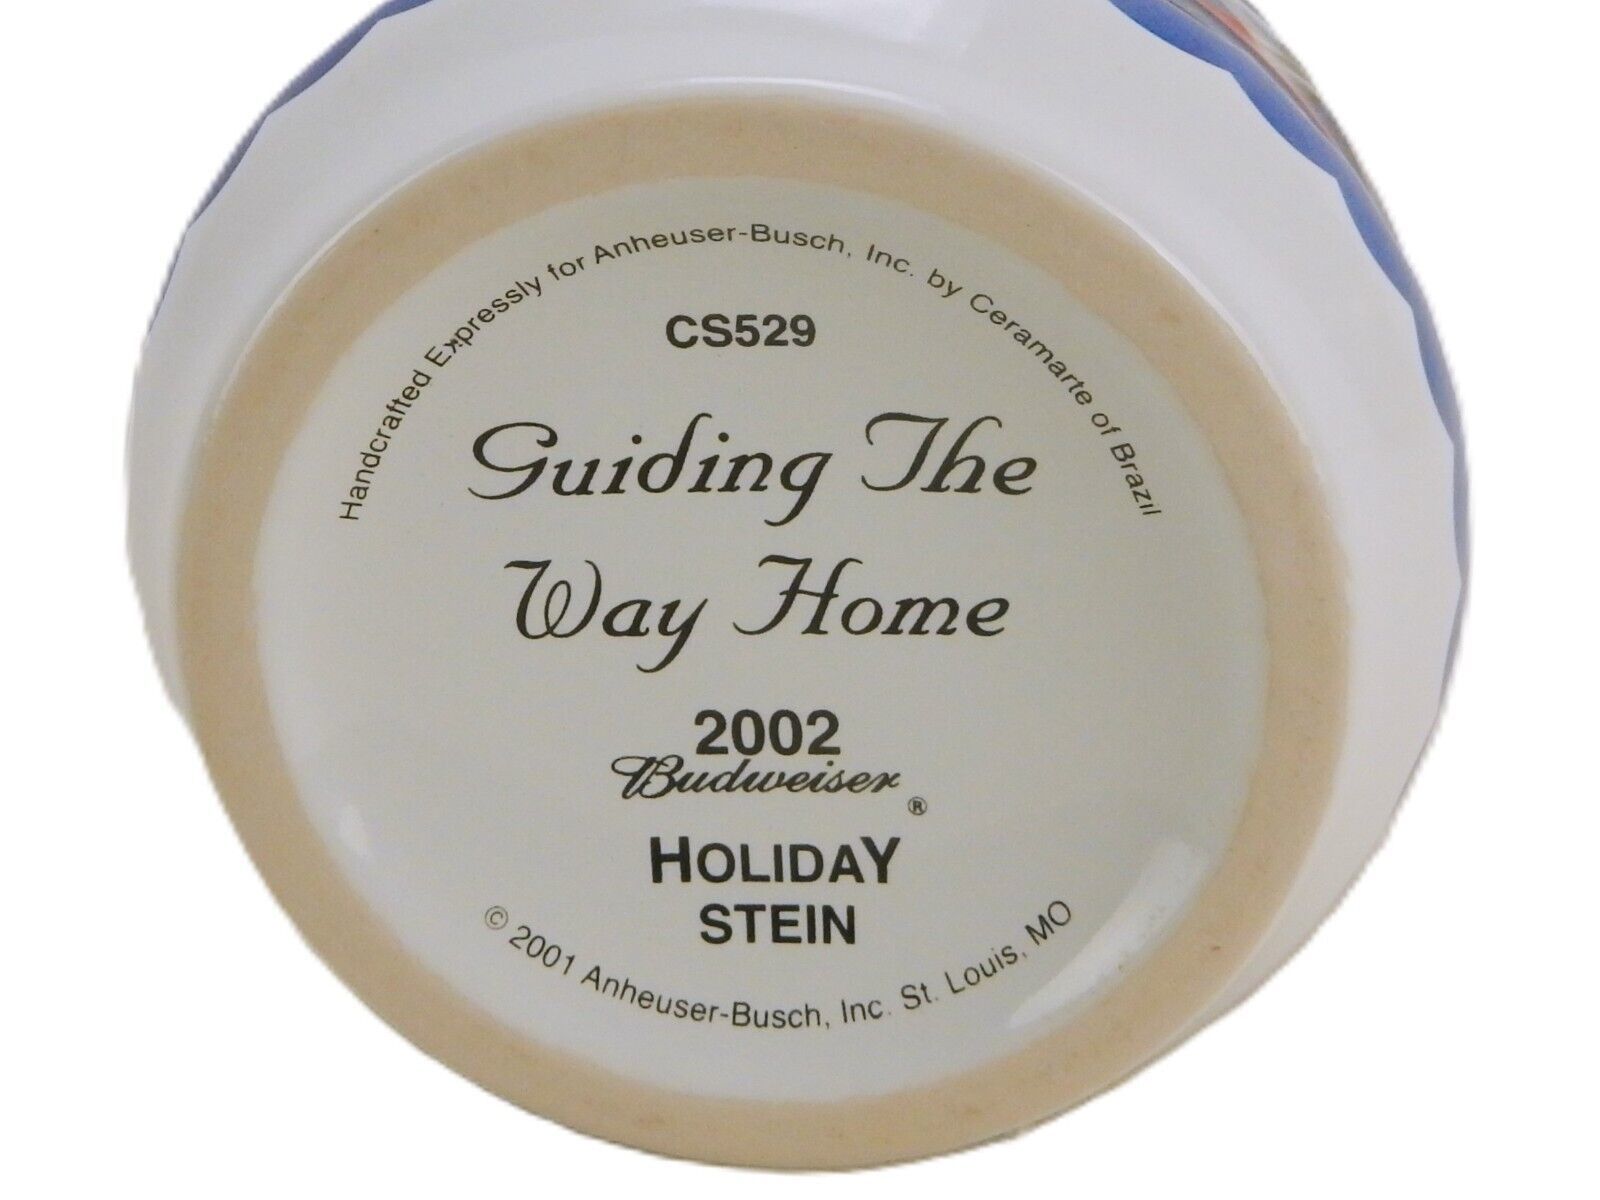 Handcrafted Expressly for Anheuser-Busch, Inc. by Ceramarte of Brazil
CS529
Guiding The
Way Home
2002
Budweiser®
HOLIDAY
STEIN
© 2001 Anheuser-Busch, Inc. St. Louis, MO